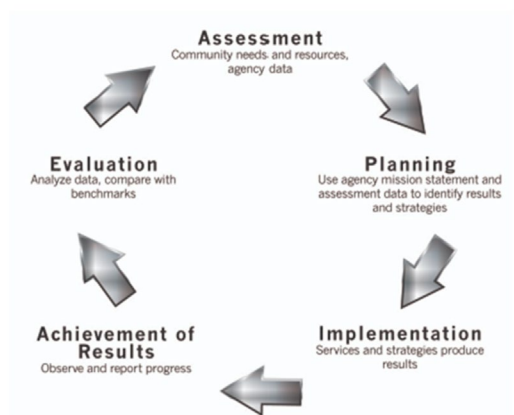 Assessment
Community needs and resources,
agency data
Planning
Use agency mission statement and
assessment data to identify results
and strategies
Implementation
Services and strategies produce
results
Achievement of
Results
Observe and report progress
Evaluation
Analyze data, compare with
benchmarks